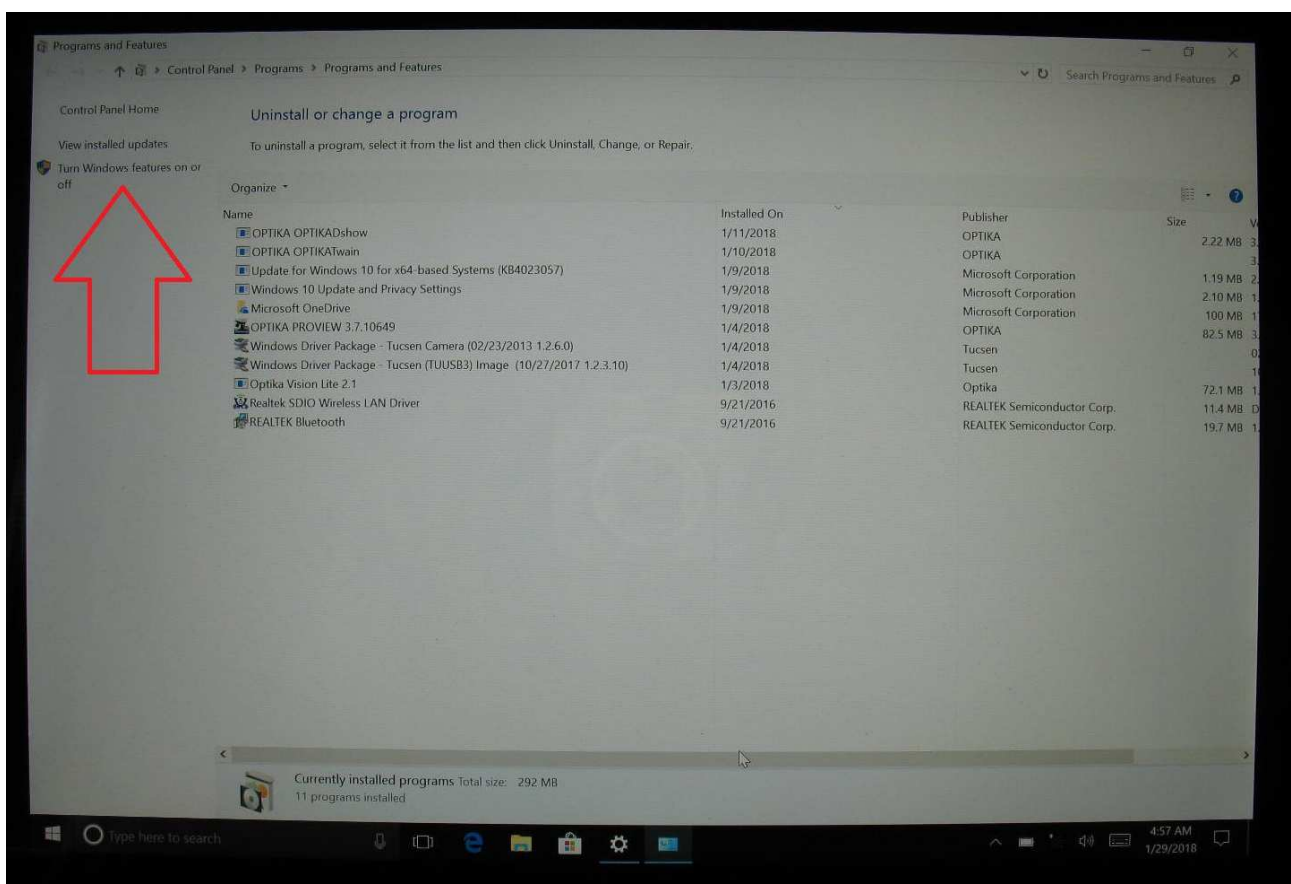 Programs and Features
Control Panel > Programs > Programs and Features
Search Programs and Features
Control Panel Home
Uninstall or change a program
View installed updates
To uninstall a program, select it from the list and then click Uninstall, Change, or Repair.
Turn Windows features on or
off
Organize
Name Installed On Publisher Size V
OPTIKA OPTIKADshow 1/11/2018 OPTIKA 2.22 MB 3.
OPTIKA OPTIKATwain 1/10/2018 OPTIKA 3.
Update for Windows 10 for x64-based Systems (KB4023057) 1/9/2018 Microsoft Corporation 1.19 MB 2.
Windows 10 Update and Privacy Settings 1/9/2018 Microsoft Corporation 2.10 MB 1.
Microsoft OneDrive 1/9/2018 Microsoft Corporation 100 MB 1
OPTIKA PROVIEW 3.7.10649 1/4/2018 OPTIKA 82.5 MB 3.
Windows Driver Package - Tucsen Camera (02/23/2013 1.2.6.0) 1/4/2018 Tucsen 02
Windows Driver Package - Tucsen (TUUSB3) Image (10/27/2017 1.2.3.10) 1/4/2018 Tucsen 10
Optika Vision Lite 2.1 1/3/2018 Optika 72.1 MB 1.
Realtek SDIO Wireless LAN Driver 9/21/2016 REALTEK Semiconductor Corp. 11.4 MB D
REALTEK Bluetooth 9/21/2016 REALTEK Semiconductor Corp. 19.7 MB 1.
Currently installed programs Total size: 292 MB
11 programs installed
Type here to search
4:57 AM
1/29/2018